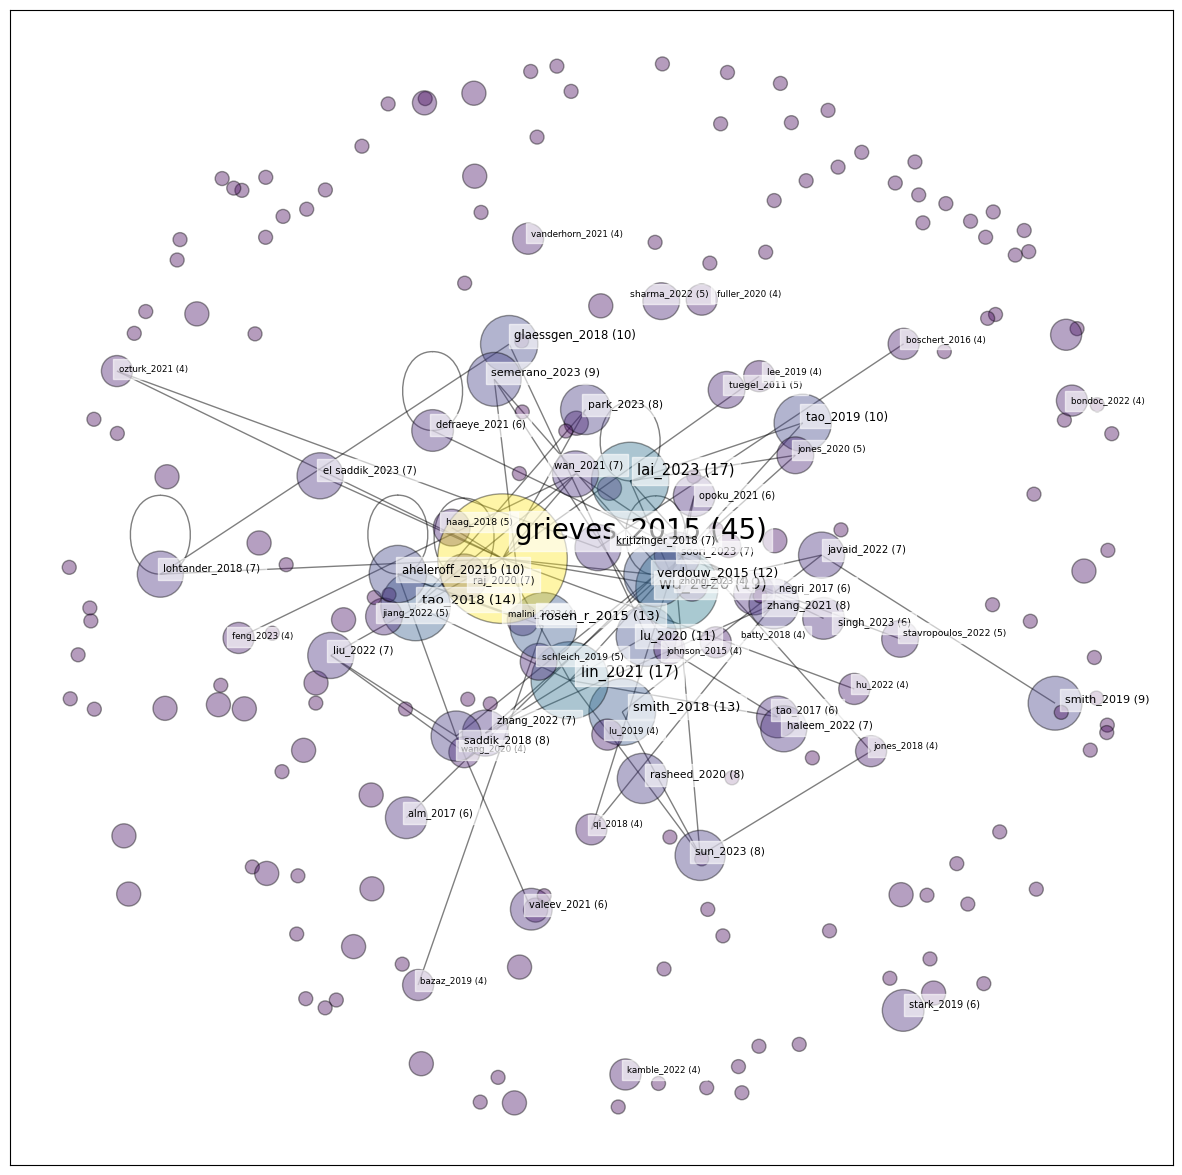 vanderhorn_2021 (4)
sharma_2022 (5)
fuller_2020 (4)
glaessgen_2018 (10)
boschert_2016 (4)
ozturk_2021 (4)
semerano_2023 (9)
lee_2019 (4)
tuegel_2011 (5)
bondoc_2022 (4)
park_2023 (8)
tao_2019 (10)
defraeye_2021 (6)
jones_2020 (5)
wan_2021 (7)
lai_2023 (17)
el saddik_2023 (7)
opoku_2021 (6)
haag_2018 (5)
grieves_2015 (45)
kritizinger_2018 (7)
javaid_2022 (7)
lohtander_2018 (7)
aheleroff_2021b (10)
verdouw_2015 (12)
raj_2020 (7)
zhong_2023 (4)
negri_2017 (6)
tao_2018 (14)
zhang_2021 (8)
jiang_2022 (5)
rosen_r_2015 (13)
singh_2023 (6)
feng_2023 (4)
lu_2020 (11)
batty_2018 (4)
stavropoulos_2022 (5)
liu_2022 (7)
schleich_2019 (5)
johnson_2015 (4)
lin_2021 (17)
hu_2022 (4)
smith_2019 (9)
smith_2018 (13)
tao_2017 (6)
zhang_2022 (7)
haleem_2022 (7)
lu_2019 (4)
saddik_2018 (8)
wang_2020 (4)
jones_2018 (4)
rasheed_2020 (8)
alm_2017 (6)
qi_2018 (4)
sun_2023 (8)
valeev_2021 (6)
bazaz_2019 (4)
stark_2019 (6)
kamble_2022 (4)